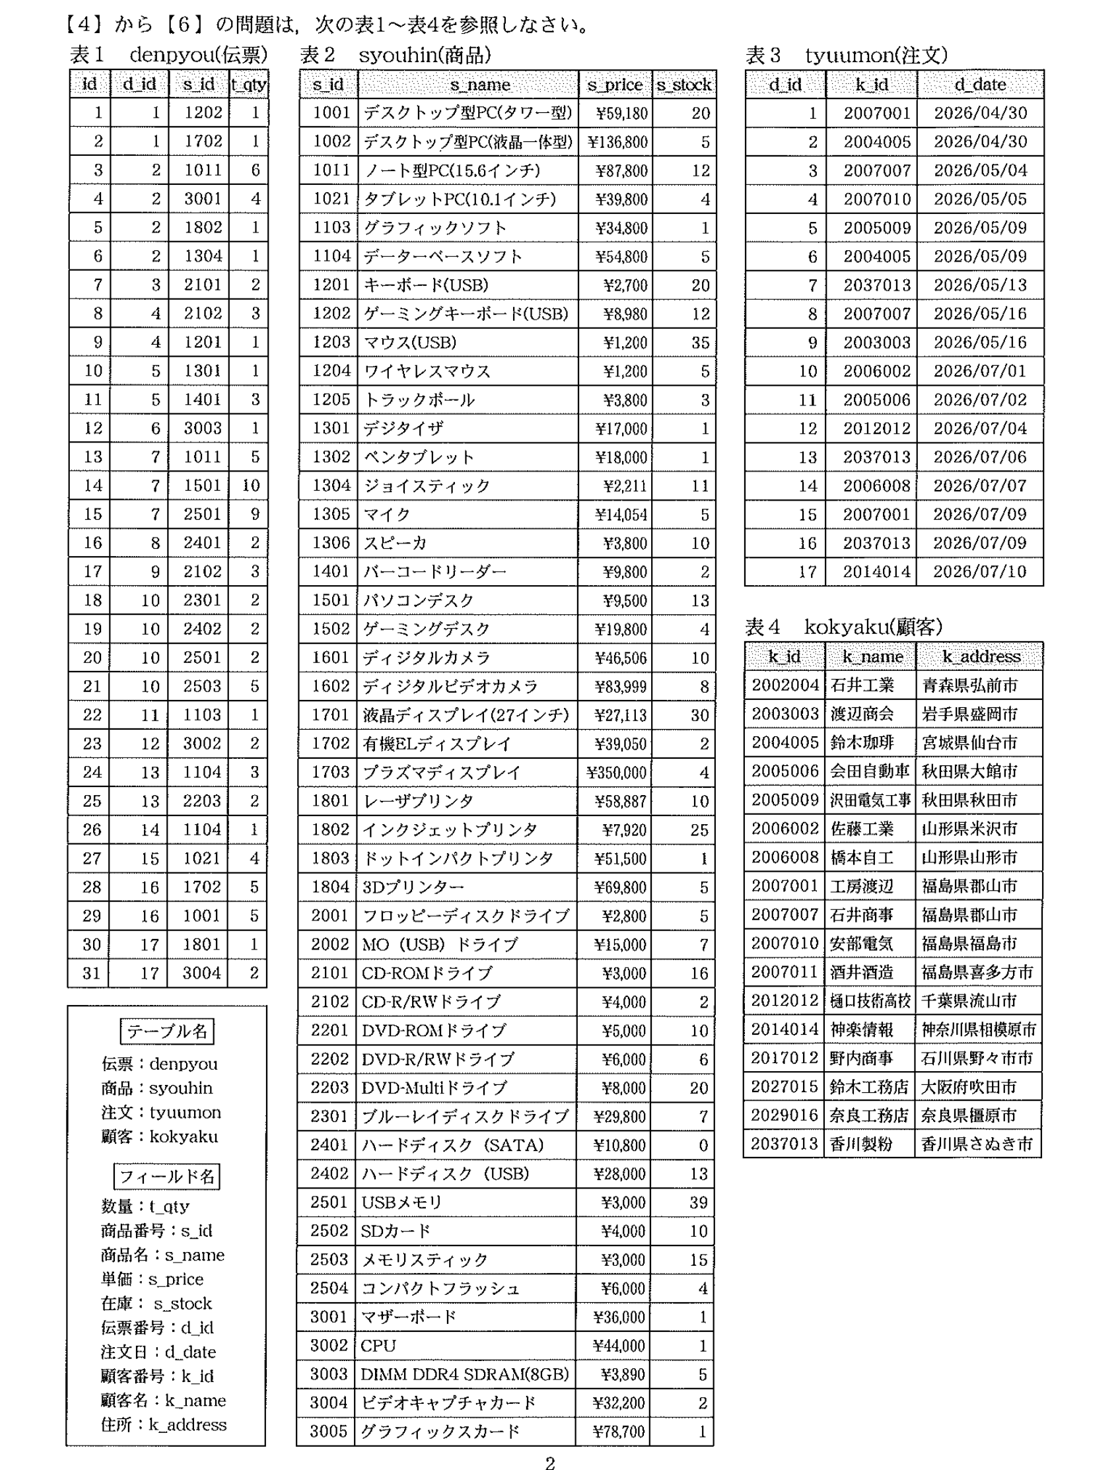 【4】から【6】の問題は，次の表1～表4を参照しなさい。
表1 denpyou(伝票)
id d_id s_id t_qty
1 1 1202 1
2 1 1702 1
3 2 1011 6
4 2 3001 4
5 2 1802 1
6 2 1304 1
7 3 2101 2
8 4 2102 3
9 4 1201 1
10 5 1301 1
11 5 1401 3
12 6 3003 1
13 7 1011 5
14 7 1501 10
15 7 2501 9
16 8 2401 2
17 9 2102 3
18 10 2301 2
19 10 2402 2
20 10 2501 2
21 10 2503 5
22 11 1103 1
23 12 3002 2
24 13 1104 3
25 13 2203 2
26 14 1104 1
27 15 1021 4
28 16 1702 5
29 16 1001 5
30 17 1801 1
31 17 3004 2
テーブル名
伝票：denpyou
商品：syouhin
注文：tyuumon
顧客：kokyaku
フィールド名
数量：t_qty
商品番号：s_id
商品名：s_name
単価：s_price
在庫：s_stock
伝票番号：d_id
注文日：d_date
顧客番号：k_id
顧客名：k_name
住所：k_address
表2 syouhin(商品)
s_id s_name s_price s_stock
1001 デスクトップ型PC(タワー型) ¥59,180 20
1002 デスクトップ型PC(液晶一体型) ¥136,800 5
1011 ノート型PC(15.6インチ) ¥87,800 12
1021 タブレットPC(10.1インチ) ¥39,800 4
1103 グラフィックソフト ¥34,800 1
1104 データーベースソフト ¥54,800 5
1201 キーボード(USB) ¥2,700 20
1202 ゲーミングキーボード(USB) ¥8,980 12
1203 マウス(USB) ¥1,200 35
1204 ワイヤレスマウス ¥1,200 5
1205 トラックボール ¥3,800 3
1301 デジタイザ ¥17,000 1
1302 ペンタブレット ¥18,000 1
1304 ジョイスティック ¥2,211 11
1305 マイク ¥14,054 5
1306 スピーカ ¥3,800 10
1401 バーコードリーダー ¥9,800 2
1501 パソコンデスク ¥9,500 13
1502 ゲーミングデスク ¥19,800 4
1601 ディジタルカメラ ¥46,506 10
1602 ディジタルビデオカメラ ¥83,999 8
1701 液晶ディスプレイ(27インチ) ¥27,113 30
1702 有機ELディスプレイ ¥39,050 2
1703 プラズマディスプレイ ¥350,000 4
1801 レーザプリンタ ¥58,887 10
1802 インクジェットプリンタ ¥7,920 25
1803 ドットインパクトプリンタ ¥51,500 1
1804 3Dプリンター ¥69,800 5
2001 フロッピーディスクドライブ ¥2,800 5
2002 MO（USB）ドライブ ¥15,000 7
2101 CD-ROMドライブ ¥3,000 16
2102 CD-R/RWドライブ ¥4,000 2
2201 DVD-ROMドライブ ¥5,000 10
2202 DVD-R/RWドライブ ¥6,000 6
2203 DVD-Multiドライブ ¥8,000 20
2301 ブルーレイディスクドライブ ¥29,800 7
2401 ハードディスク（SATA） ¥10,800 0
2402 ハードディスク（USB） ¥28,000 13
2501 USBメモリ ¥3,000 39
2502 SDカード ¥4,000 10
2503 メモリスティック ¥3,000 15
2504 コンパクトフラッシュ ¥6,000 4
3001 マザーボード ¥36,000 1
3002 CPU ¥44,000 1
3003 DIMM DDR4 SDRAM(8GB) ¥3,890 5
3004 ビデオキャプチャカード ¥32,200 2
3005 グラフィックスカード ¥78,700 1
表3 tyuumon(注文)
d_id k_id d_date
1 2007001 2026/04/30
2 2004005 2026/04/30
3 2007007 2026/05/04
4 2007010 2026/05/05
5 2005009 2026/05/09
6 2004005 2026/05/09
7 2037013 2026/05/13
8 2007007 2026/05/16
9 2003003 2026/05/16
10 2006002 2026/07/01
11 2005006 2026/07/02
12 2012012 2026/07/04
13 2037013 2026/07/06
14 2006008 2026/07/07
15 2007001 2026/07/09
16 2037013 2026/07/09
17 2014014 2026/07/10
表4 kokyaku(顧客)
k_id k_name k_address
2002004 石井工業 青森県弘前市
2003003 渡辺商会 岩手県盛岡市
2004005 鈴木珈琲 宮城県仙台市
2005006 会田自動車 秋田県大館市
2005009 沢田電気工事 秋田県秋田市
2006002 佐藤工業 山形県米沢市
2006008 橋本自工 山形県山形市
2007001 工房渡辺 福島県郡山市
2007007 石井商事 福島県郡山市
2007010 安部電気 福島県福島市
2007011 酒井酒造 福島県喜多方市
2012012 樋口技術高校 千葉県流山市
2014014 神楽情報 神奈川県相模原市
2017012 野内商事 石川県野々市市
2027015 鈴木工務店 大阪府吹田市
2029016 奈良工務店 奈良県橿原市
2037013 香川製粉 香川県さぬき市
2